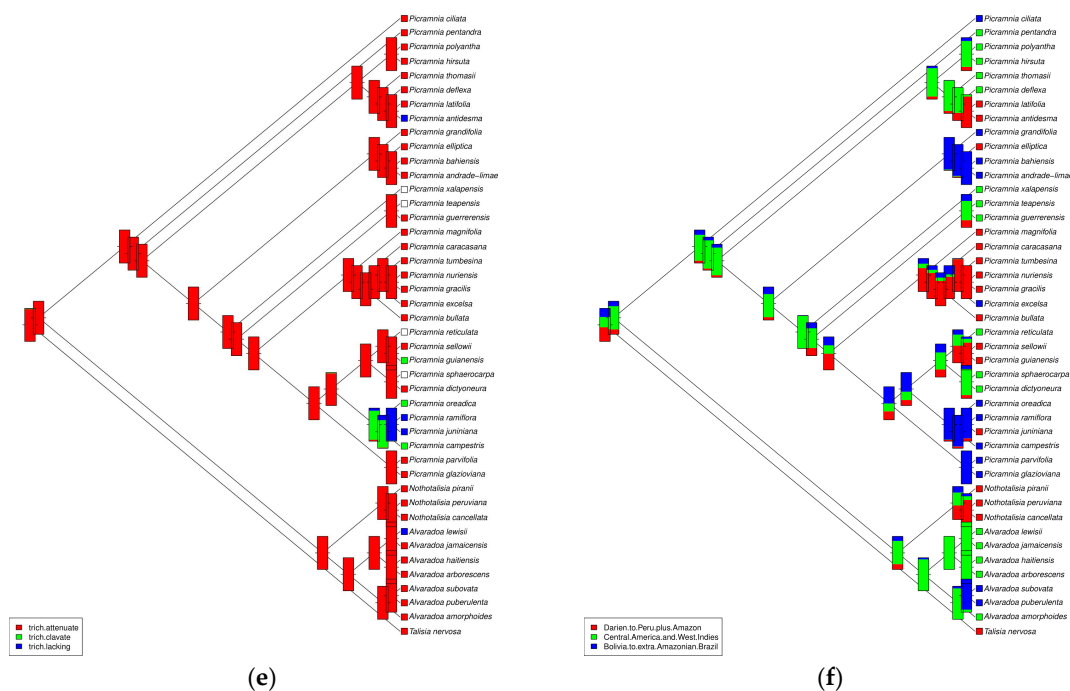 Picramnia ciliata
Picramnia pentandra
Picramnia polyantha
Picramnia hirsuta
Picramnia thomasii
Picramnia deflexa
Picramnia latifolia
Picramnia antidesma
Picramnia grandifolia
Picramnia elliptica
Picramnia bahiensis
Picramnia andrade-limae
Picramnia xalapensis
Picramnia teapensis
Picramnia guerrerensis
Picramnia magnifolia
Picramnia caracasana
Picramnia tumbesina
Picramnia nuriensis
Picramnia gracilis
Picramnia excelsa
Picramnia bullata
Picramnia reticulata
Picramnia sellowii
Picramnia guianensis
Picramnia sphaerocarpa
Picramnia dictyoneura
Picramnia oreadica
Picramnia ramiflora
Picramnia juniniana
Picramnia campestris
Picramnia parvifolia
Picramnia glazioviana
Nothotalisia piranii
Nothotalisia peruviana
Nothotalisia cancellata
Alvaradoa lewisii
Alvaradoa jamaicensis
Alvaradoa haitiensis
Alvaradoa arborescens
Alvaradoa subovata
Alvaradoa puberulenta
Alvaradoa amorphoides
Talisia nervosa
trich.attenuate
trich.clavate
trich.lacking
(e)
Picramnia ciliata
Picramnia pentandra
Picramnia polyantha
Picramnia hirsuta
Picramnia thomasii
Picramnia deflexa
Picramnia latifolia
Picramnia antidesma
Picramnia grandifolia
Picramnia elliptica
Picramnia bahiensis
Picramnia andrade-limae
Picramnia xalapensis
Picramnia teapensis
Picramnia guerrerensis
Picramnia magnifolia
Picramnia caracasana
Picramnia tumbesina
Picramnia nuriensis
Picramnia gracilis
Picramnia excelsa
Picramnia bullata
Picramnia reticulata
Picramnia sellowii
Picramnia guianensis
Picramnia sphaerocarpa
Picramnia dictyoneura
Picramnia oreadica
Picramnia ramiflora
Picramnia juniniana
Picramnia campestris
Picramnia parvifolia
Picramnia glazioviana
Nothotalisia piranii
Nothotalisia peruviana
Nothotalisia cancellata
Alvaradoa lewisii
Alvaradoa jamaicensis
Alvaradoa haitiensis
Alvaradoa arborescens
Alvaradoa subovata
Alvaradoa puberulenta
Alvaradoa amorphoides
Talisia nervosa
Darien.to.Peru.plus.Amazon
Central.America.and.West.Indies
Bolivia.to.extra.Amazonian.Brazil
(f)